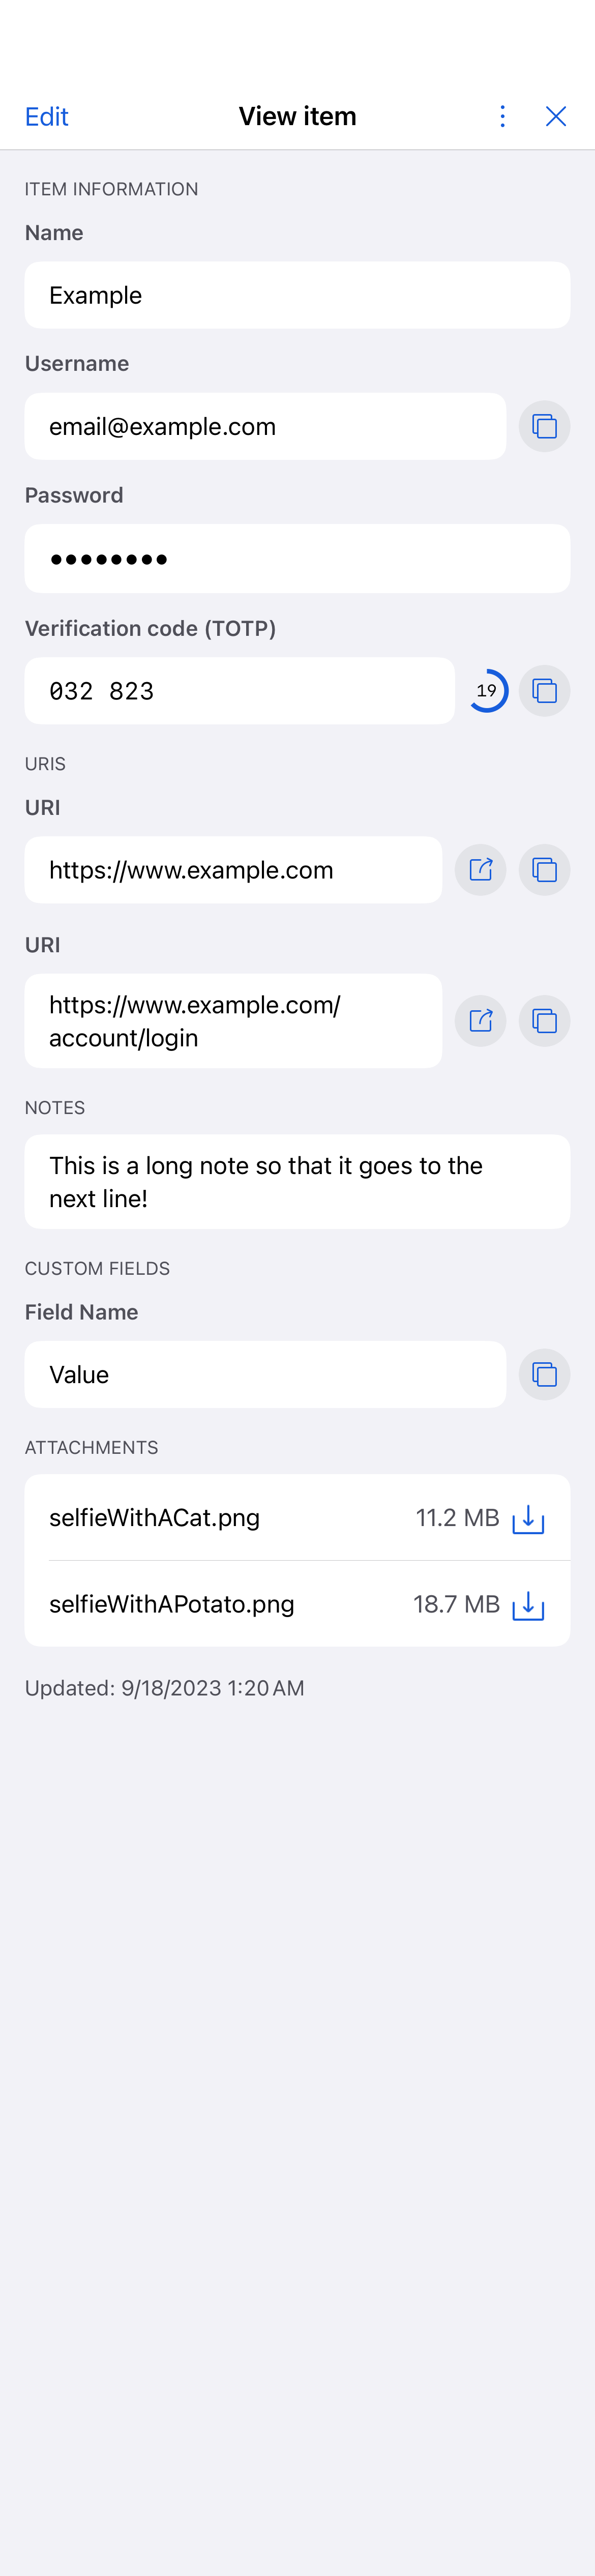 Edit View item
ITEM INFORMATION
Name
Example
Username
email@example.com
Password
••••••••
Verification code (TOTP)
032 823 19
URIS
URI
https://www.example.com
URI
https://www.example.com/
account/login
NOTES
This is a long note so that it goes to the
next line!
CUSTOM FIELDS
Field Name
Value
ATTACHMENTS
selfieWithACat.png 11.2 MB
selfieWithAPotato.png 18.7 MB
Updated: 9/18/2023 1:20 AM